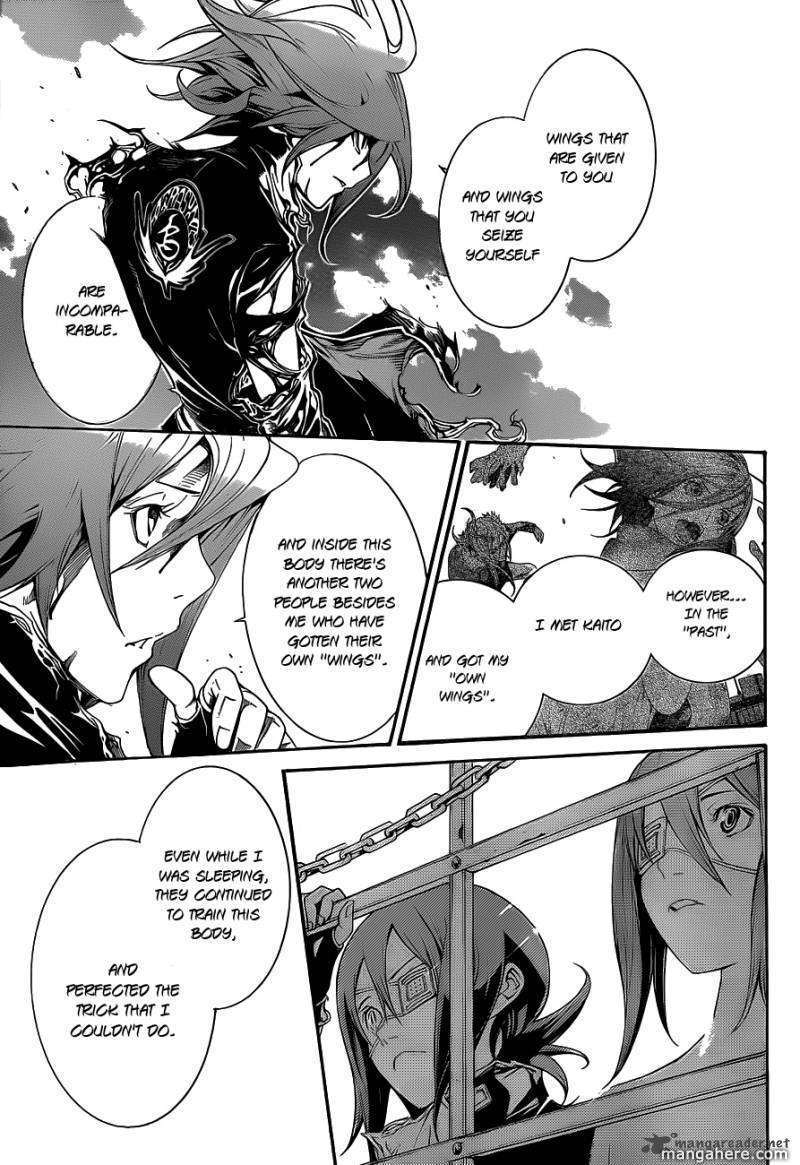 WINGS THAT
ARE GIVEN
TO YOU
AND WINGS
THAT YOU
SEIZE
YOURSELF
ARE
INCOMPA-
RABLE.
HOWEVER...
IN THE
"PAST",
I MET KAITO
AND GOT MY
"OWN
WINGS".
AND INSIDE THIS
BODY THERE'S
ANOTHER TWO
PEOPLE BESIDES
ME WHO HAVE
GOTTEN THEIR
OWN "WINGS".
EVEN WHILE I
WAS SLEEPING,
THEY CONTINUED
TO TRAIN THIS
BODY,
AND
PERFECTED THE
TRICK THAT I
COULDN'T DO.
mangareader.net
mangahere.com